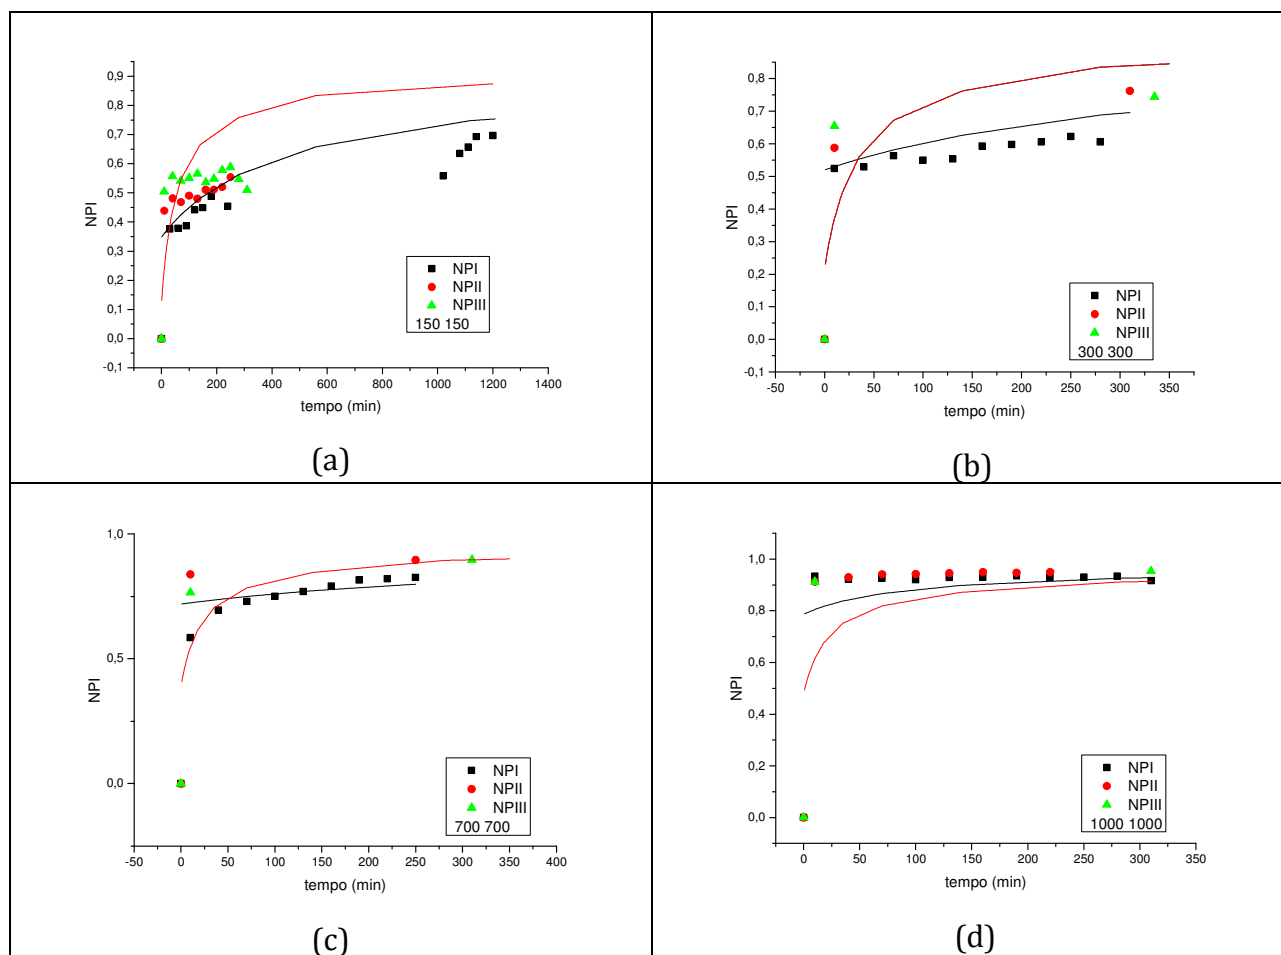 0,9
0,8
0,7
0,6
0,5
0,4
0,3
0,2
0,1
0,0
-0,1
NPI
NPI
NPII
NPIII
150 150
0 200 400 600 800 1000 1200 1400
tempo (min)
(a)
0,8
0,7
0,6
0,5
0,4
0,3
0,2
0,1
0,0
-0,1
NPI
NPI
NPII
NPIII
300 300
-50 0 50 100 150 200 250 300 350
tempo (min)
(b)
1,0
0,5
0,0
NPI
NPI
NPII
NPIII
700 700
-50 0 50 100 150 200 250 300 350 400
tempo (min)
(c)
1,0
0,8
0,6
0,4
0,2
0,0
NPI
NPI
NPII
NPIII
1000 1000
0 50 100 150 200 250 300 350
tempo (min)
(d)